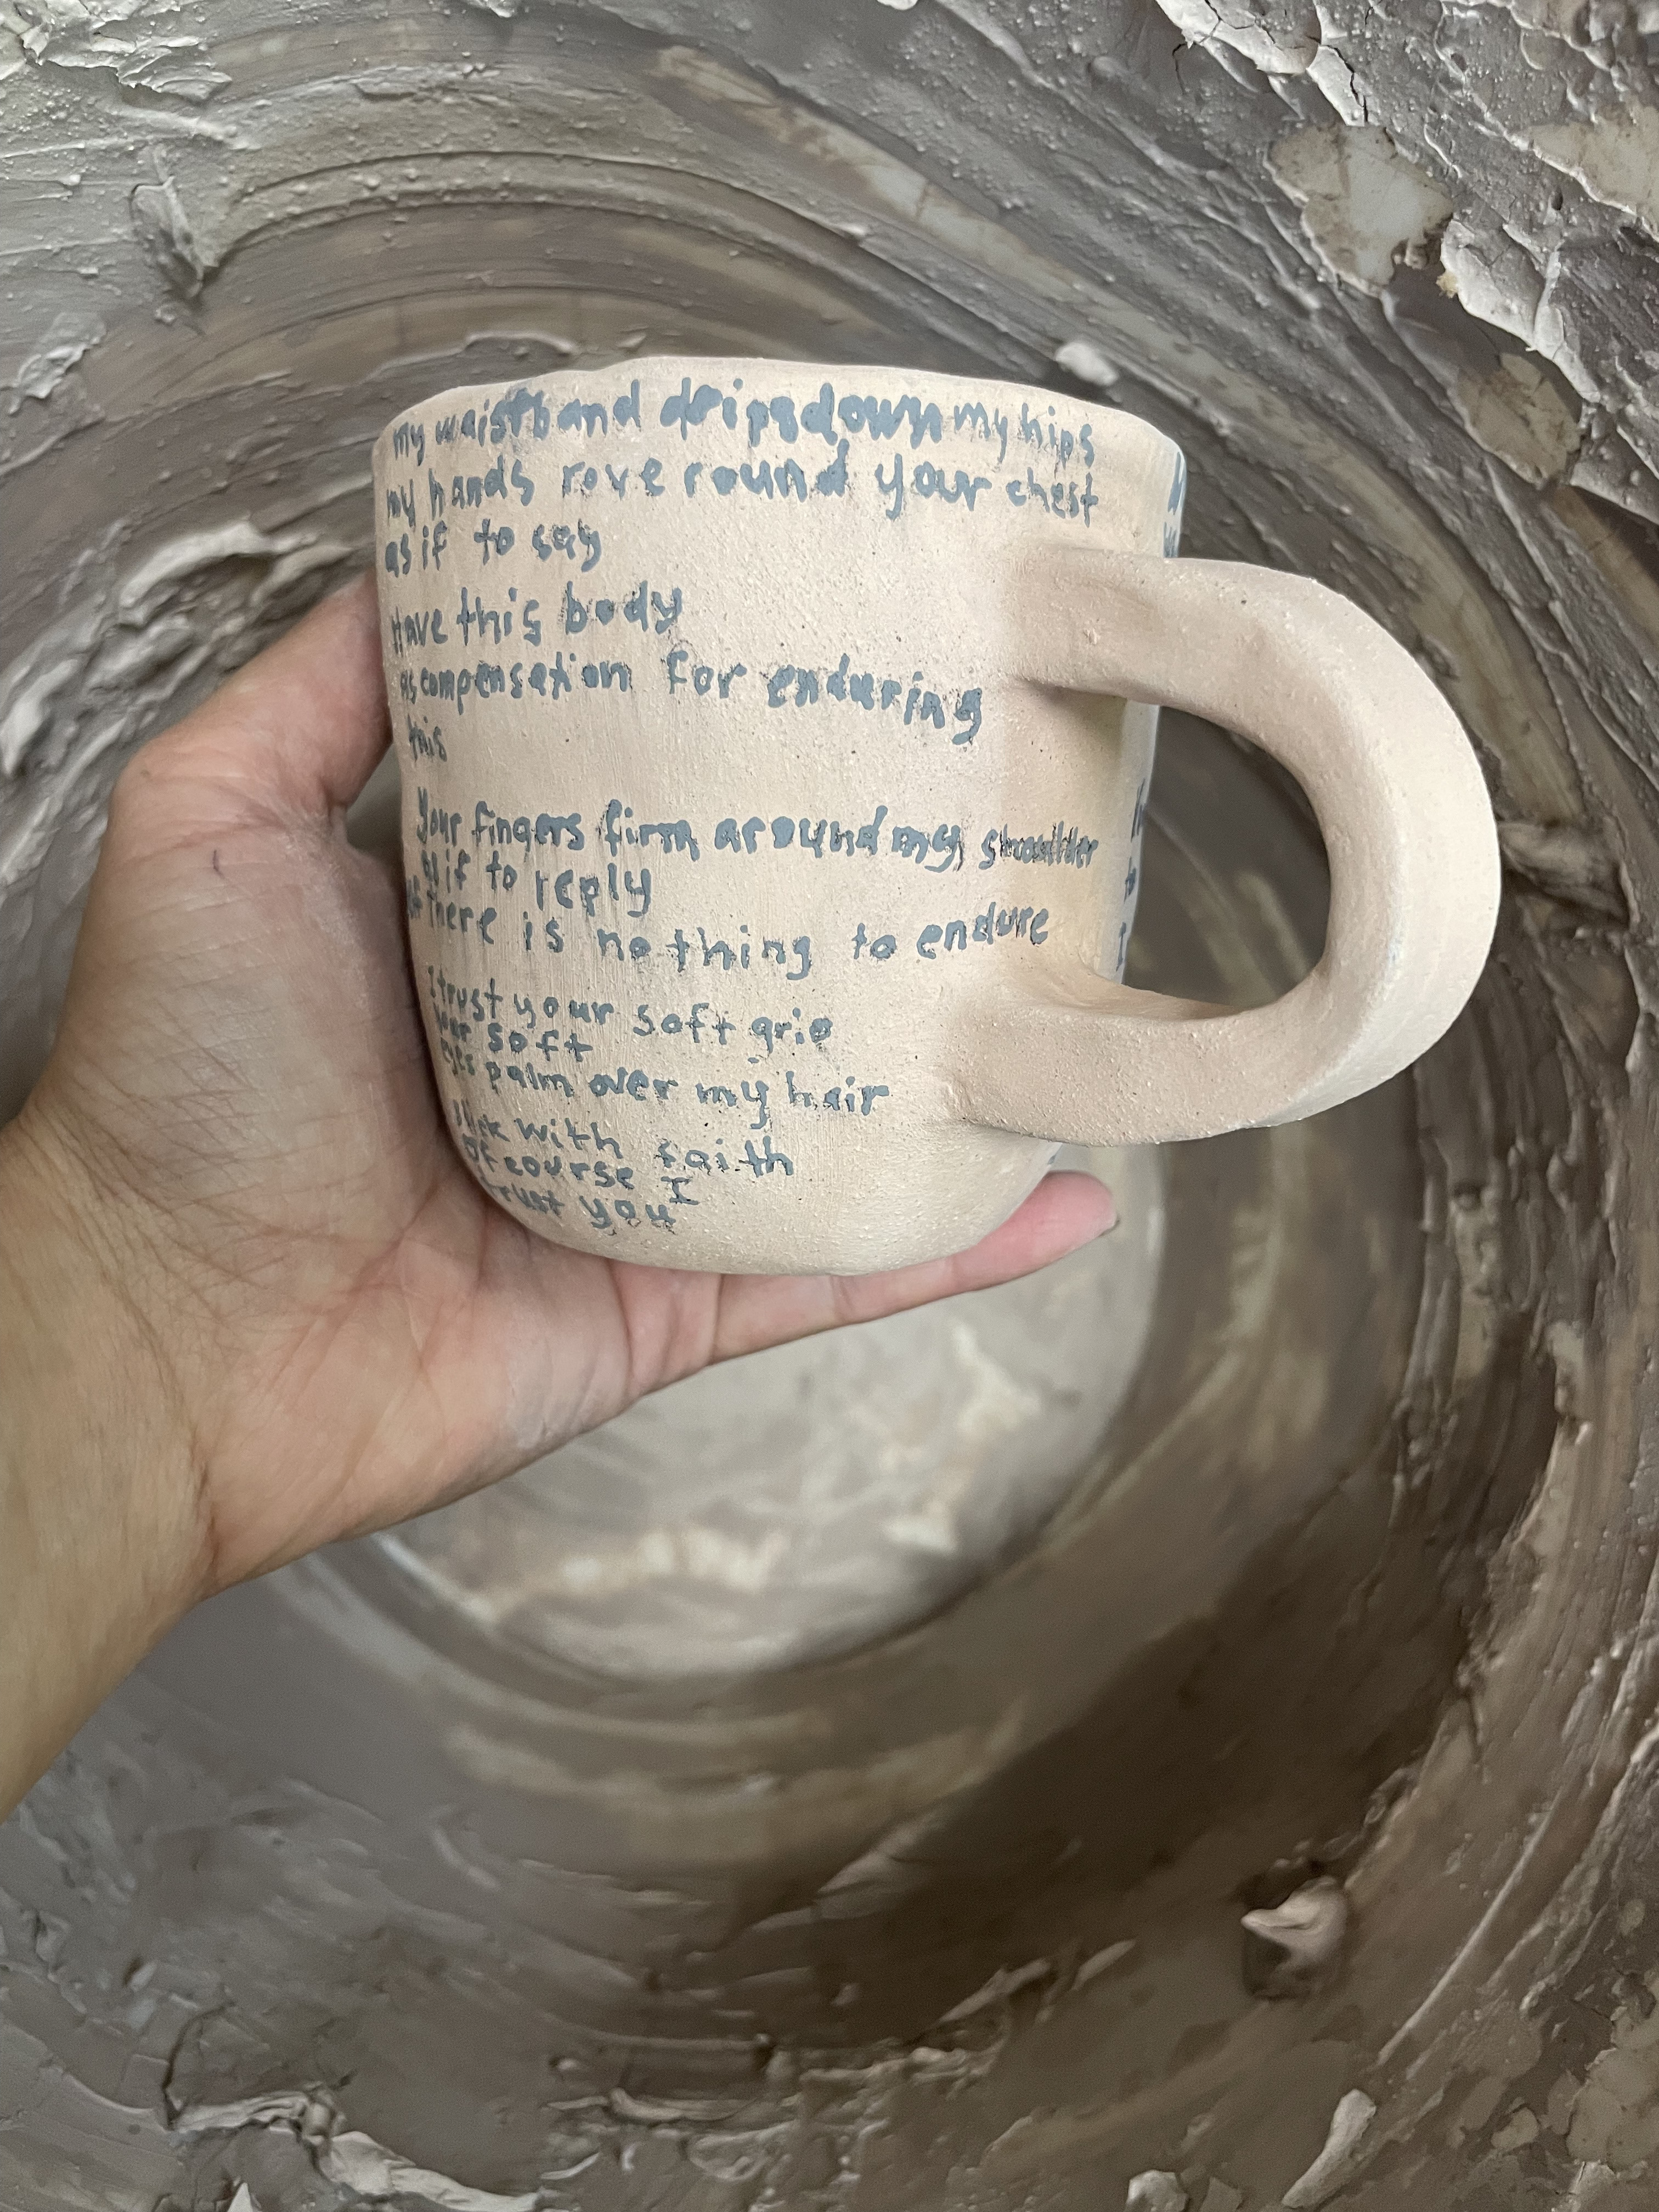 my waistband drips down my hips
my hands rove round your chest
as if to say
Have this body
as compensation for enduring
this
Your fingers firm around my shoulder
as if to reply
there is nothing to endure
I trust your soft grip
your soft
palm over my hair
with faith
Of course I
trust you